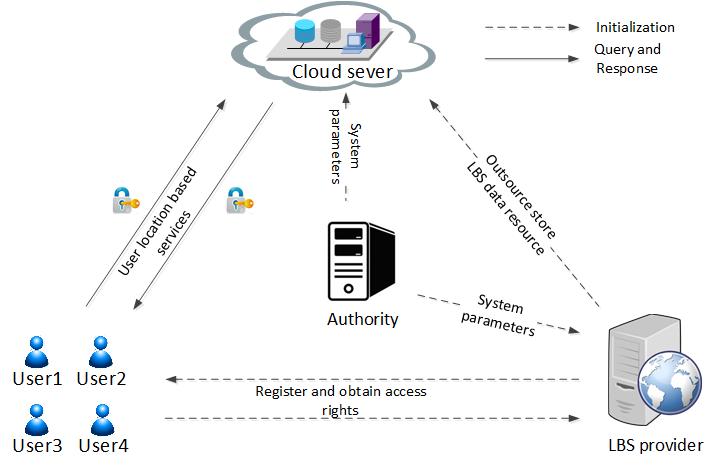 Initialization
Query and
Response
Cloud sever
System
parameters
Outsource store
LBS data resource
User location based
services
Authority
System
parameters
User1
User2
Register and obtain access
rights
User3
User4
LBS provider